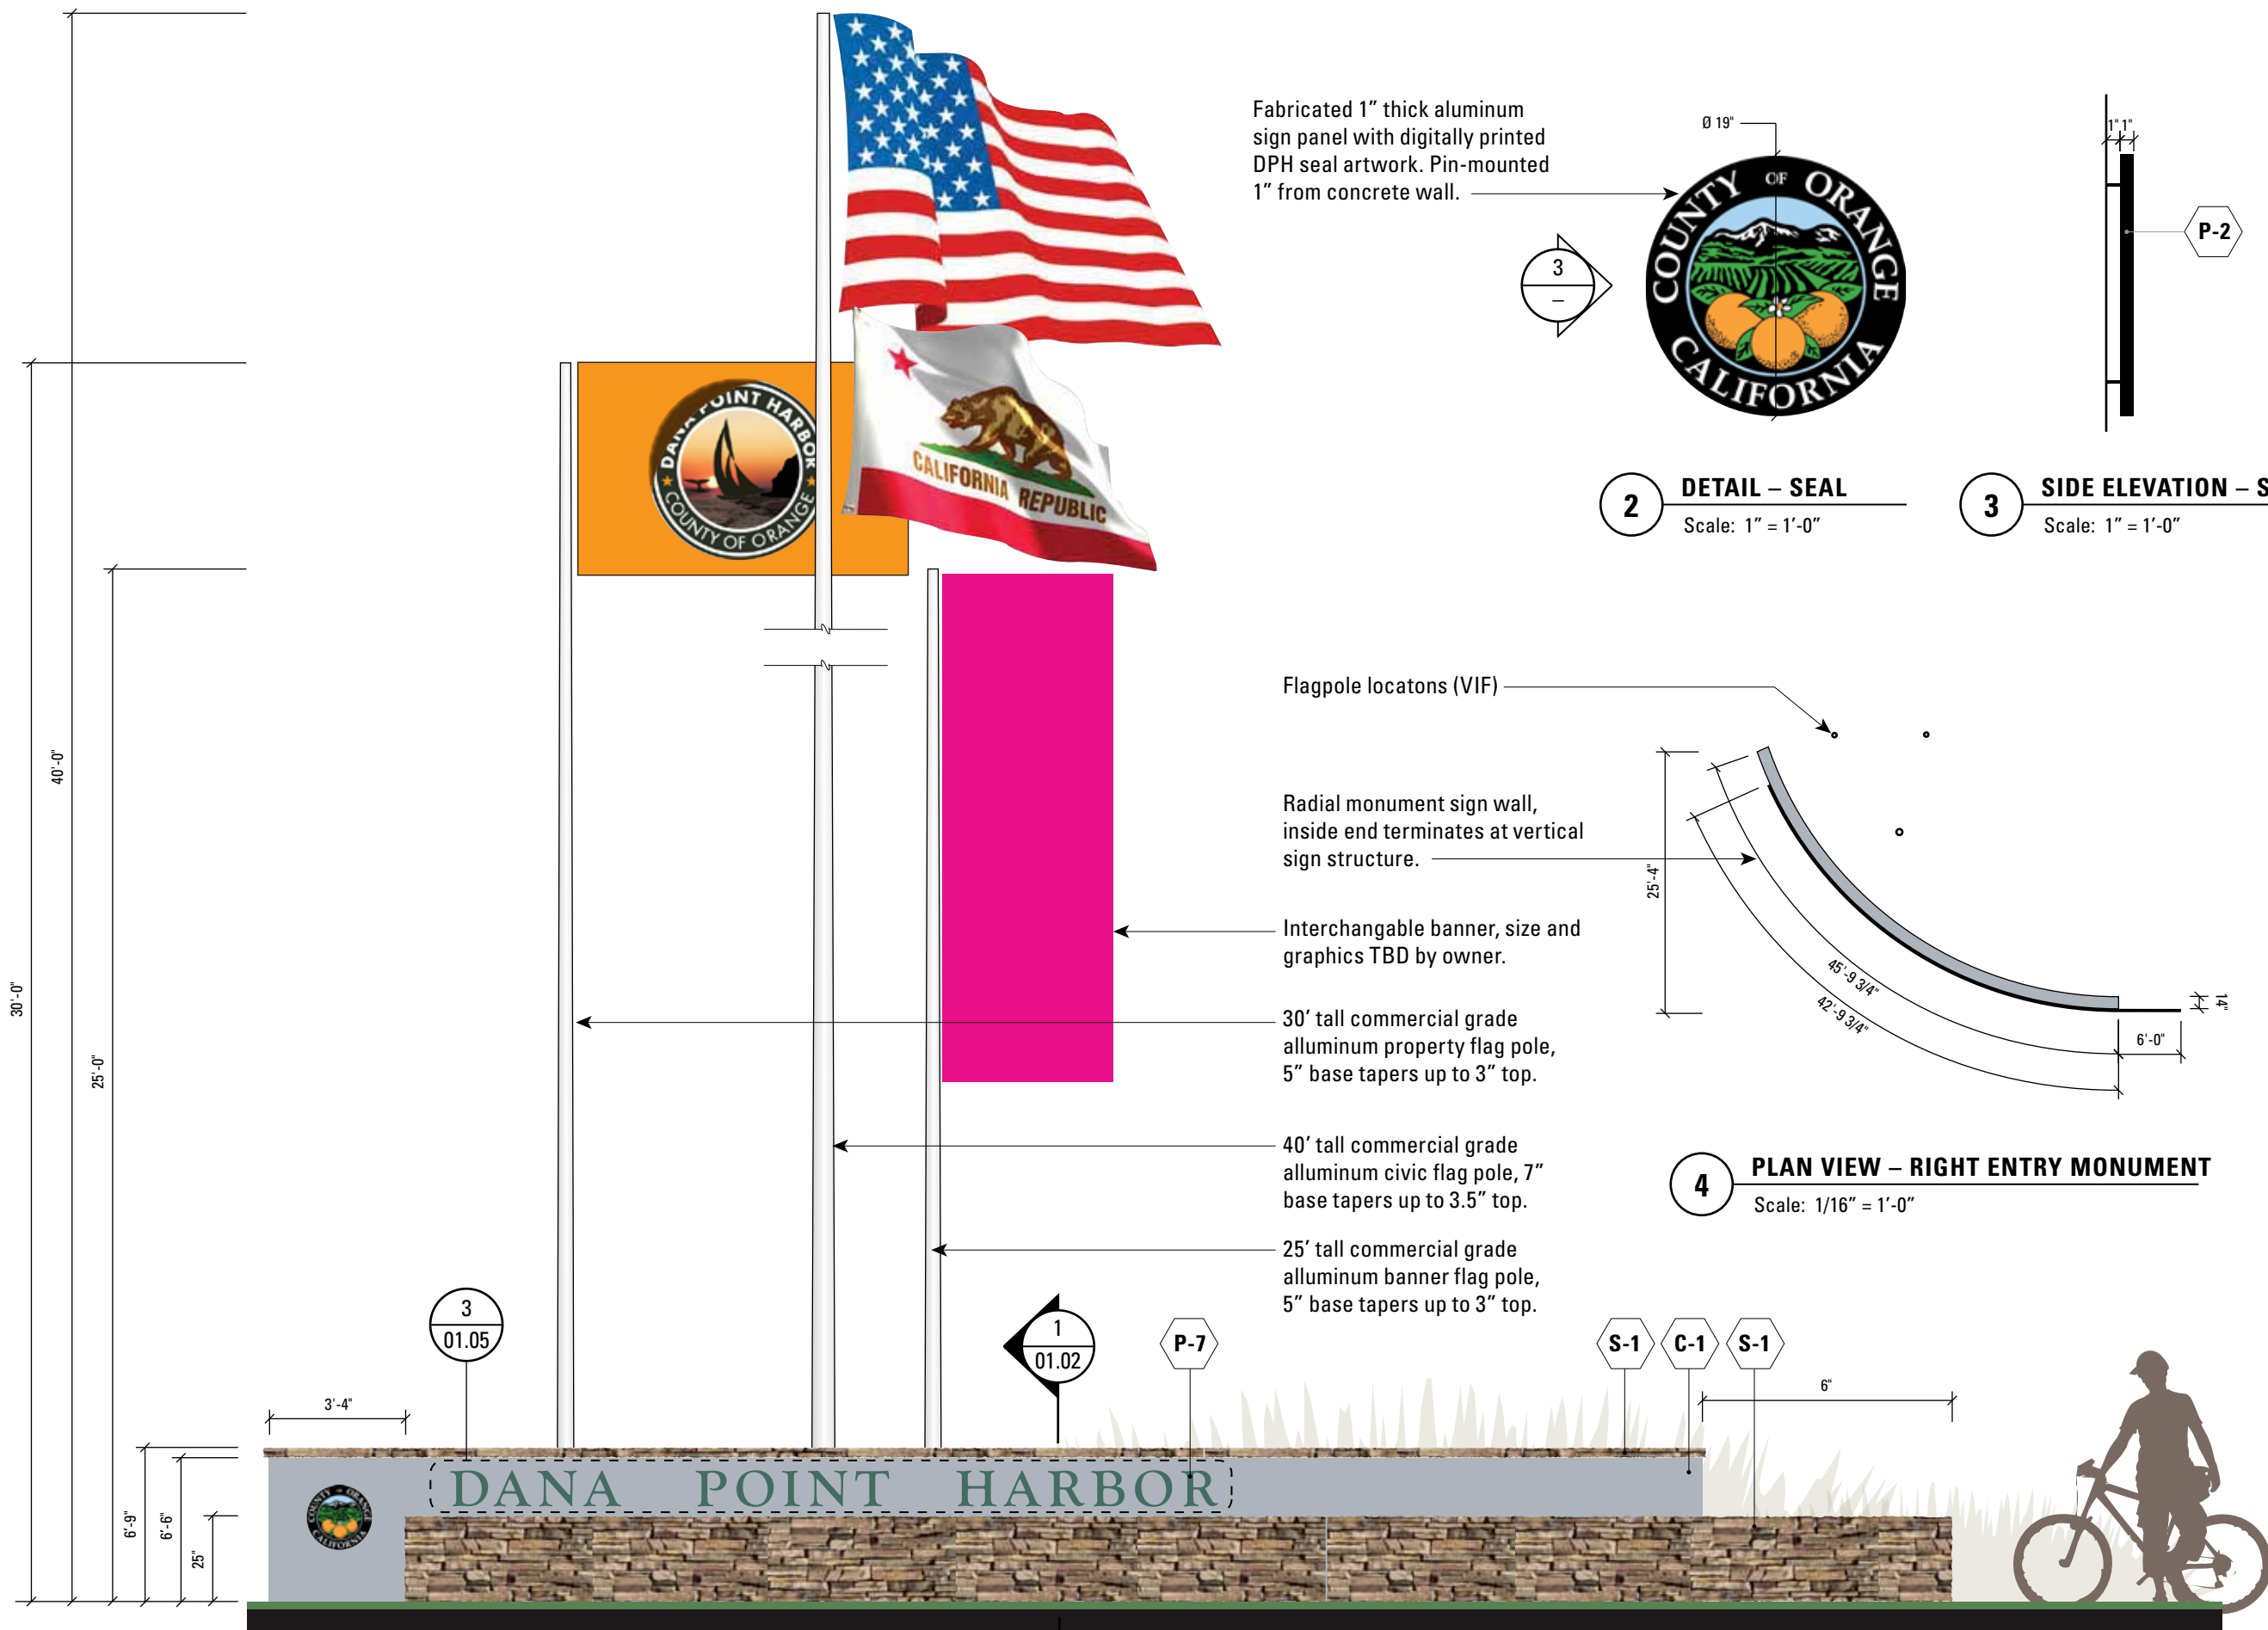 Fabricated 1” thick aluminum
sign panel with digitally printed
DPH seal artwork. Pin-mounted
1” from concrete wall.
Ø 19"
COUNTY OF ORANGE
CALIFORNIA
3
–
1" 1"
P-2
2
DETAIL – SEAL
Scale: 1” = 1’-0”
3
SIDE ELEVATION – S
Scale: 1” = 1’-0”
DANA POINT HARBOR
COUNTY OF ORANGE
CALIFORNIA REPUBLIC
40'-0"
30'-0"
25'-0"
Flagpole locatons (VIF)
Radial monument sign wall,
inside end terminates at vertical
sign structure.
Interchangable banner, size and
graphics TBD by owner.
30’ tall commercial grade
alluminum property flag pole,
5” base tapers up to 3” top.
40’ tall commercial grade
alluminum civic flag pole, 7”
base tapers up to 3.5” top.
25’ tall commercial grade
alluminum banner flag pole,
5” base tapers up to 3” top.
25'-4"
45'-9 3/4"
42'-9 3/4"
14"
6'-0"
4
PLAN VIEW – RIGHT ENTRY MONUMENT
Scale: 1/16” = 1’-0”
3
01.05
1
01.02
P-7
S-1
C-1
S-1
3'-4"
6"
6'-9"
6'-6"
25"
DANA POINT HARBOR
COUNTY OF ORANGE
CALIFORNIA